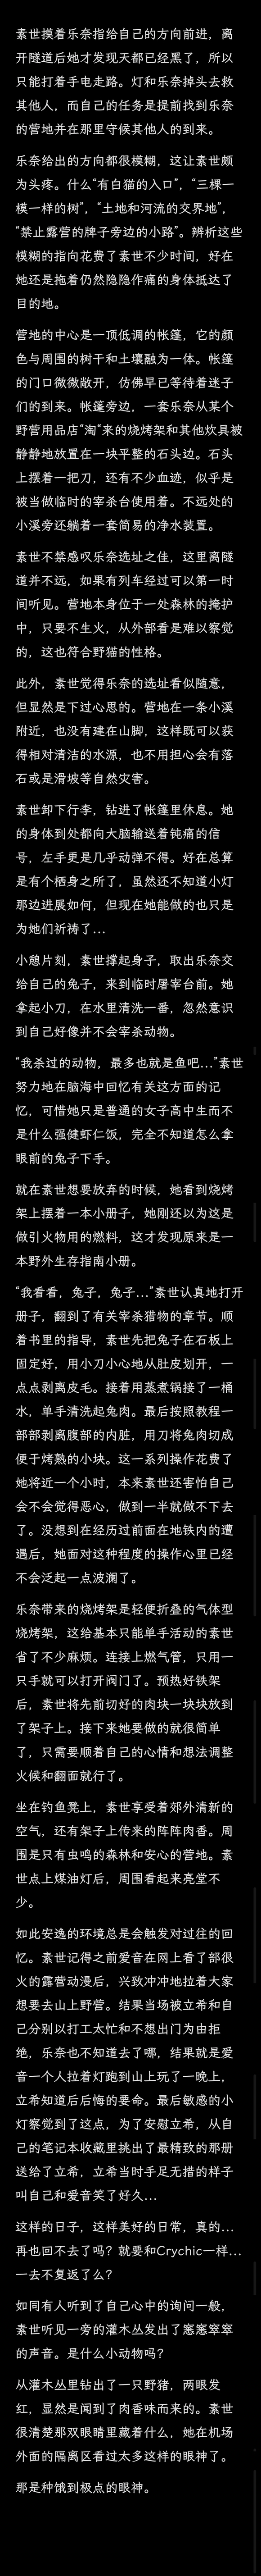 素世摸着乐奈指给自己的方向前进，离
开隧道后她才发现天都已经黑了，所以
只能打着手电走路。灯和乐奈掉头去救
其他人，而自己的任务是提前找到乐奈
的营地并在那里守候其他人的到来。
乐奈给出的方向都很模糊，这让素世颇
为头疼。什么“有白猫的入口”，“三棵一
模一样的树”，“土地和河流的交界地”，
“禁止露营的牌子旁边的小路”。辨析这些
模糊的指向花费了素世不少时间，好在
她还是拖着仍然隐隐作痛的身体抵达了
目的地。
营地的中心是一顶低调的帐篷，它的颜
色与周围的树干和土壤融为一体。帐篷
的门口微微敞开，仿佛早已等待着迷子
们的到来。帐篷旁边，一套乐奈从某个
野营用品店“淘”来的烧烤架和其他炊具被
静静地放置在一块平整的石头边。石头
上摆着一把刀，还有不少血迹，似乎是
被当做临时的宰杀台使用着。不远处的
小溪旁还躺着一套简易的净水装置。
素世不禁感叹乐奈选址之佳，这里离隧
道并不远，如果有列车经过可以第一时
间听见。营地本身位于一处森林的掩护
中，只要不生火，从外部看是难以察觉
的，这也符合野猫的性格。
此外，素世觉得乐奈的选址看似随意，
但显然是下过心思的。营地在一条小溪
附近，也没有建在山脚，这样既可以获
得相对清洁的水源，也不用担心会有落
石或是滑坡等自然灾害。
素世卸下行李，钻进了帐篷里休息。她
的身体到处都向大脑输送着钝痛的信
号，左手更是几乎动弹不得。好在总算
是有个栖身之所了，虽然还不知道小灯
那边进展如何，但现在她能做的也只是
为她们祈祷了...
小憩片刻，素世撑起身子，取出乐奈交
给自己的兔子，来到临时屠宰台前。她
拿起小刀，在水里清洗一番，忽然意识
到自己好像并不会宰杀动物。
“我杀过的动物，最多也就是鱼吧...”素世
努力地在脑海中回忆有关这方面的记
忆，可惜她只是普通的女子高中生而不
是什么强健虾仁饭，完全不知道怎么拿
眼前的兔子下手。
就在素世想要放弃的时候，她看到烧烤
架上摆着一本小册子，她刚还以为这是
做引火物用的燃料，这才发现原来是一
本野外生存指南小册。
“我看看，兔子，兔子...”素世认真地打开
册子，翻到了有关宰杀猎物的章节。顺
着书里的指导，素世先把兔子在石板上
固定好，用小刀小心地从肚皮划开，一
点点剥离皮毛。接着用蒸煮锅接了一桶
水，单手清洗起兔肉。最后按照教程一
部部剥离腹部的内脏，用刀将兔肉切成
便于烤熟的小块。这一系列操作花费了
她将近一个小时，本来素世还害怕自己
会不会觉得恶心，做到一半就做不下去
了。没想到在经历过前面在地铁内的遭
遇后，她面对这种程度的操作心里已经
不会泛起一点波澜了。
乐奈带来的烧烤架是轻便折叠的气体型
烧烤架，这给基本只能单手活动的素世
省了不少麻烦。连接上燃气管，只用一
只手就可以打开阀门了。预热好铁架
后，素世将先前切好的肉块一块块放到
了架子上。接下来她要做的就很简单
了，只需要顺着自己的心情和想法调整
火候和翻面就行了。
坐在钓鱼凳上，素世享受着郊外清新的
空气，还有架子上传来的阵阵肉香。周
围是只有虫鸣的森林和安心的营地。素
世点上煤油灯后，周围看起来亮堂不
少。
如此安逸的环境总是会触发对过往的回
忆。素世记得之前爱音在网上看了部很
火的露营动漫后，兴致冲冲地拉着大家
想要去山上野营。结果当场被立希和自
己分别以打工太忙和不想出门为由拒
绝，乐奈也不知道去了哪，结果就是爱
音一个人拉着灯跑到山上玩了一晚上，
立希知道后后悔的要命。最后敏感的小
灯察觉到了这点，为了安慰立希，从自
己的笔记本收藏里挑出了最精致的那册
送给了立希，立希当时手足无措的样子
叫自己和爱音笑了好久...
这样的日子，这样美好的日常，真的...
再也回不去了吗？就要和Crychic一样...
一去不复返了么？
如同有人听到了自己心中的询问一般，
素世听见一旁的灌木丛发出了窸窸窣窣
的声音。是什么小动物吗？
从灌木丛里钻出了一只野猪，两眼发
红，显然是闻到了肉香味而来的。素世
很清楚那双眼睛里藏着什么，她在机场
外面的隔离区看过太多这样的眼神了。
那是种饿到极点的眼神。